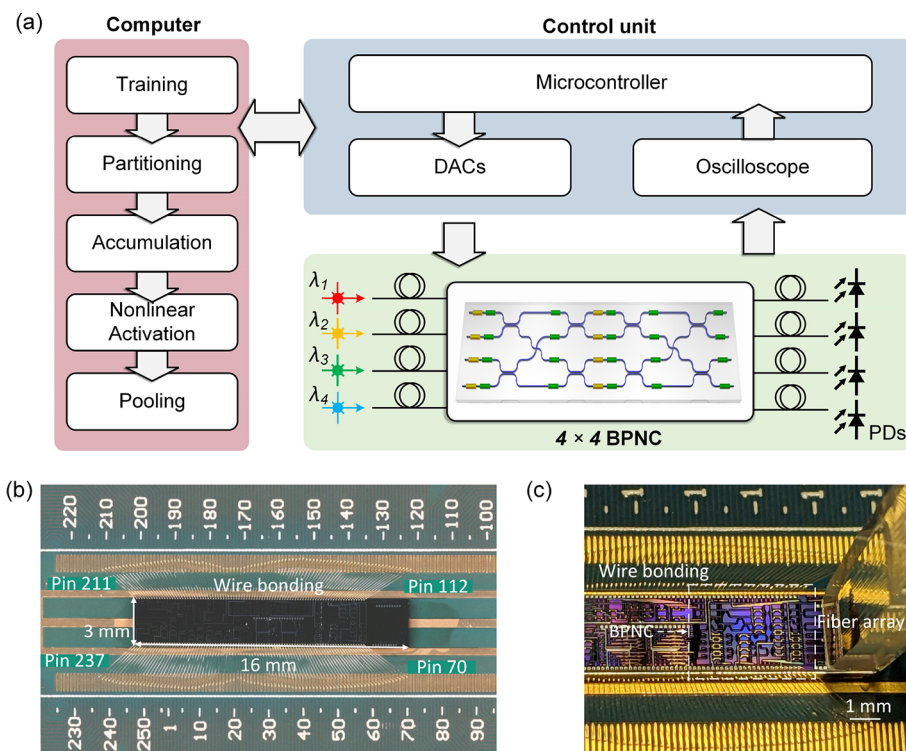 (a)
Computer
Control unit
Training
Partitioning
Accumulation
Nonlinear
Activation
Pooling
Microcontroller
DACs
Oscilloscope
λ1
λ2
λ3
λ4
4 × 4 BPNC
PDs
(b)
-220
-210
-200
-190
-180
-170
-160
-150
-140
-130
-120
-110
-100
Pin 211
Wire bonding
Pin 112
3 mm
16 mm
Pin 237
Pin 70
230-
240-
250-
1-
10-
20-
30-
40-
50-
60-
70-
80-
90-
(c)
Wire bonding
BPNC
Fiber array
1 mm